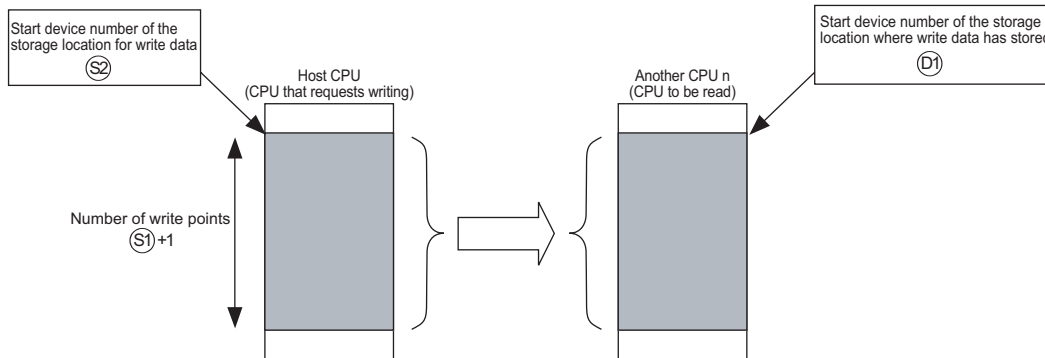 Start device number of the
storage location for write data
S2
Start device number of the storage
location where write data has stored
D1
Host CPU
(CPU that requests writing)
Another CPU n
(CPU to be read)
Number of write points
S1+1